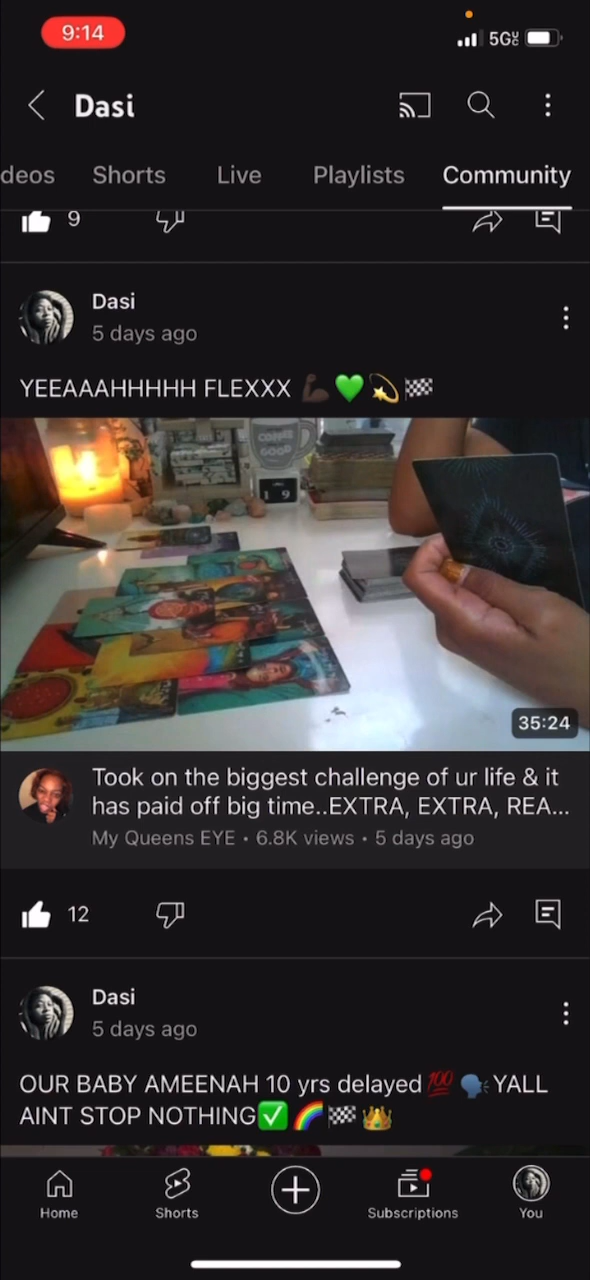 9:14
5G
Dasi
deos Shorts Live Playlists Community
9
Dasi
5 days ago
YEEAAAHHHHH FLEXXX 💪🏿💚💫🏁
COFFEE
GOOD
9
35:24
Took on the biggest challenge of ur life & it
has paid off big time..EXTRA, EXTRA, REA...
My Queens EYE • 6.8K views • 5 days ago
12
Dasi
5 days ago
OUR BABY AMEENAH 10 yrs delayed 💯🗣️YALL
AINT STOP NOTHING✅🌈🏁👑
Home Shorts Subscriptions You